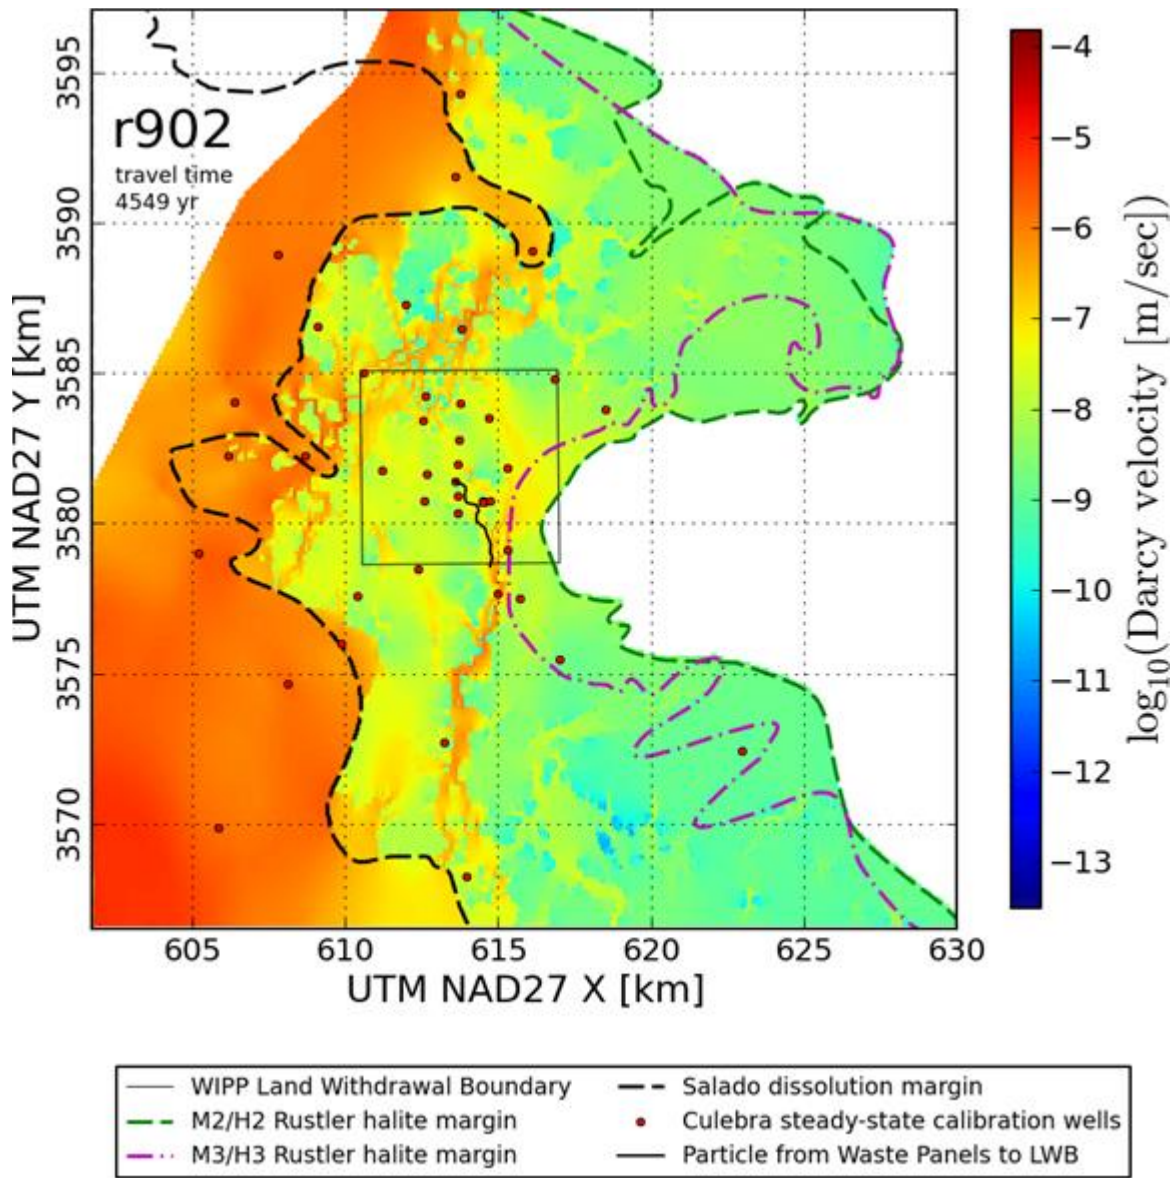 r902
travel time
4549 yr
3595
3590
3585
3580
3575
3570
UTM NAD27 Y [km]
605
610
615
620
625
630
UTM NAD27 X [km]
−4
−5
−6
−7
−8
−9
−10
−11
−12
−13
log10(Darcy velocity [m/sec])
WIPP Land Withdrawal Boundary
M2/H2 Rustler halite margin
M3/H3 Rustler halite margin
Salado dissolution margin
Culebra steady-state calibration wells
Particle from Waste Panels to LWB